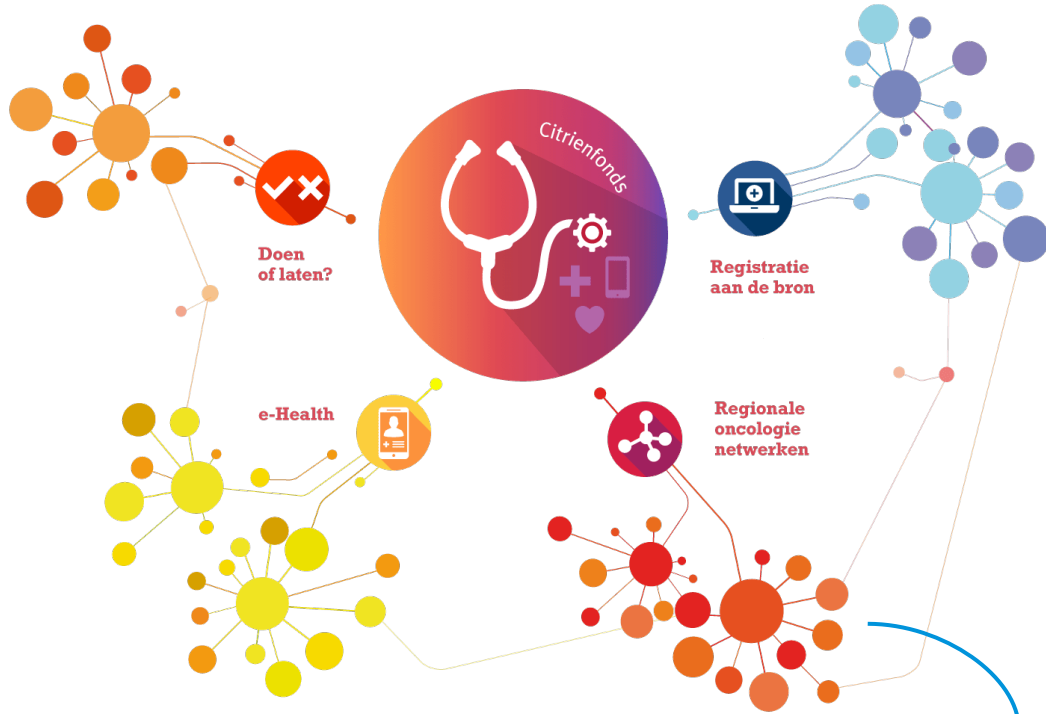 Citrienfonds
Doen
of laten?
Registratie
aan de bron
e-Health
Regionale
oncologie
netwerken